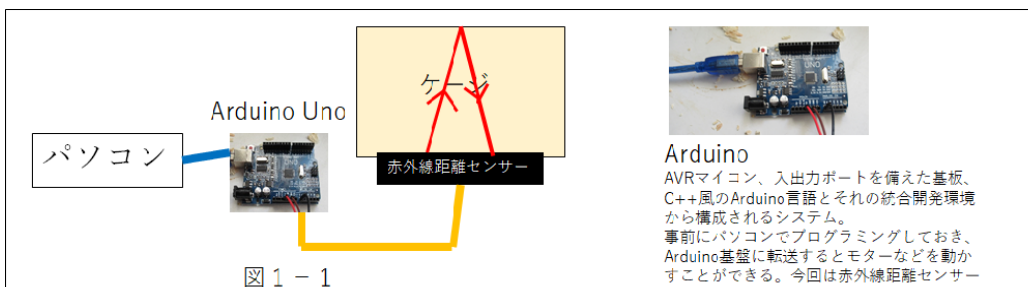 ケージ
Arduino Uno
パソコン
赤外線距離センサー
図１－１
UNO
Arduino
AVRマイコン、入出力ポートを備えた基板、
C++風のArduino言語とそれの統合開発環境
から構成されるシステム。
事前にパソコンでプログラミングしておき、
Arduino基盤に転送するとモターなどを動か
すことができる。今回は赤外線距離センサー